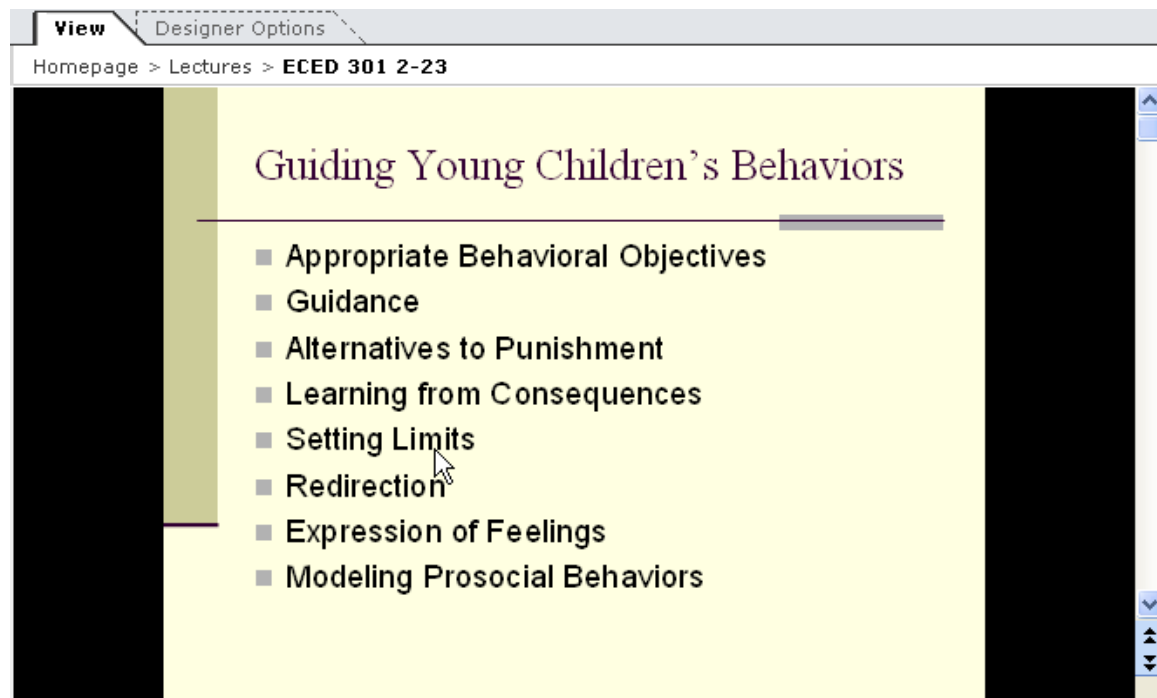 View Designer Options
Homepage > Lectures > ECED 301 2-23
Guiding Young Children's Behaviors
Appropriate Behavioral Objectives
Guidance
Alternatives to Punishment
Learning from Consequences
Setting Limits
Redirection
Expression of Feelings
Modeling Prosocial Behaviors